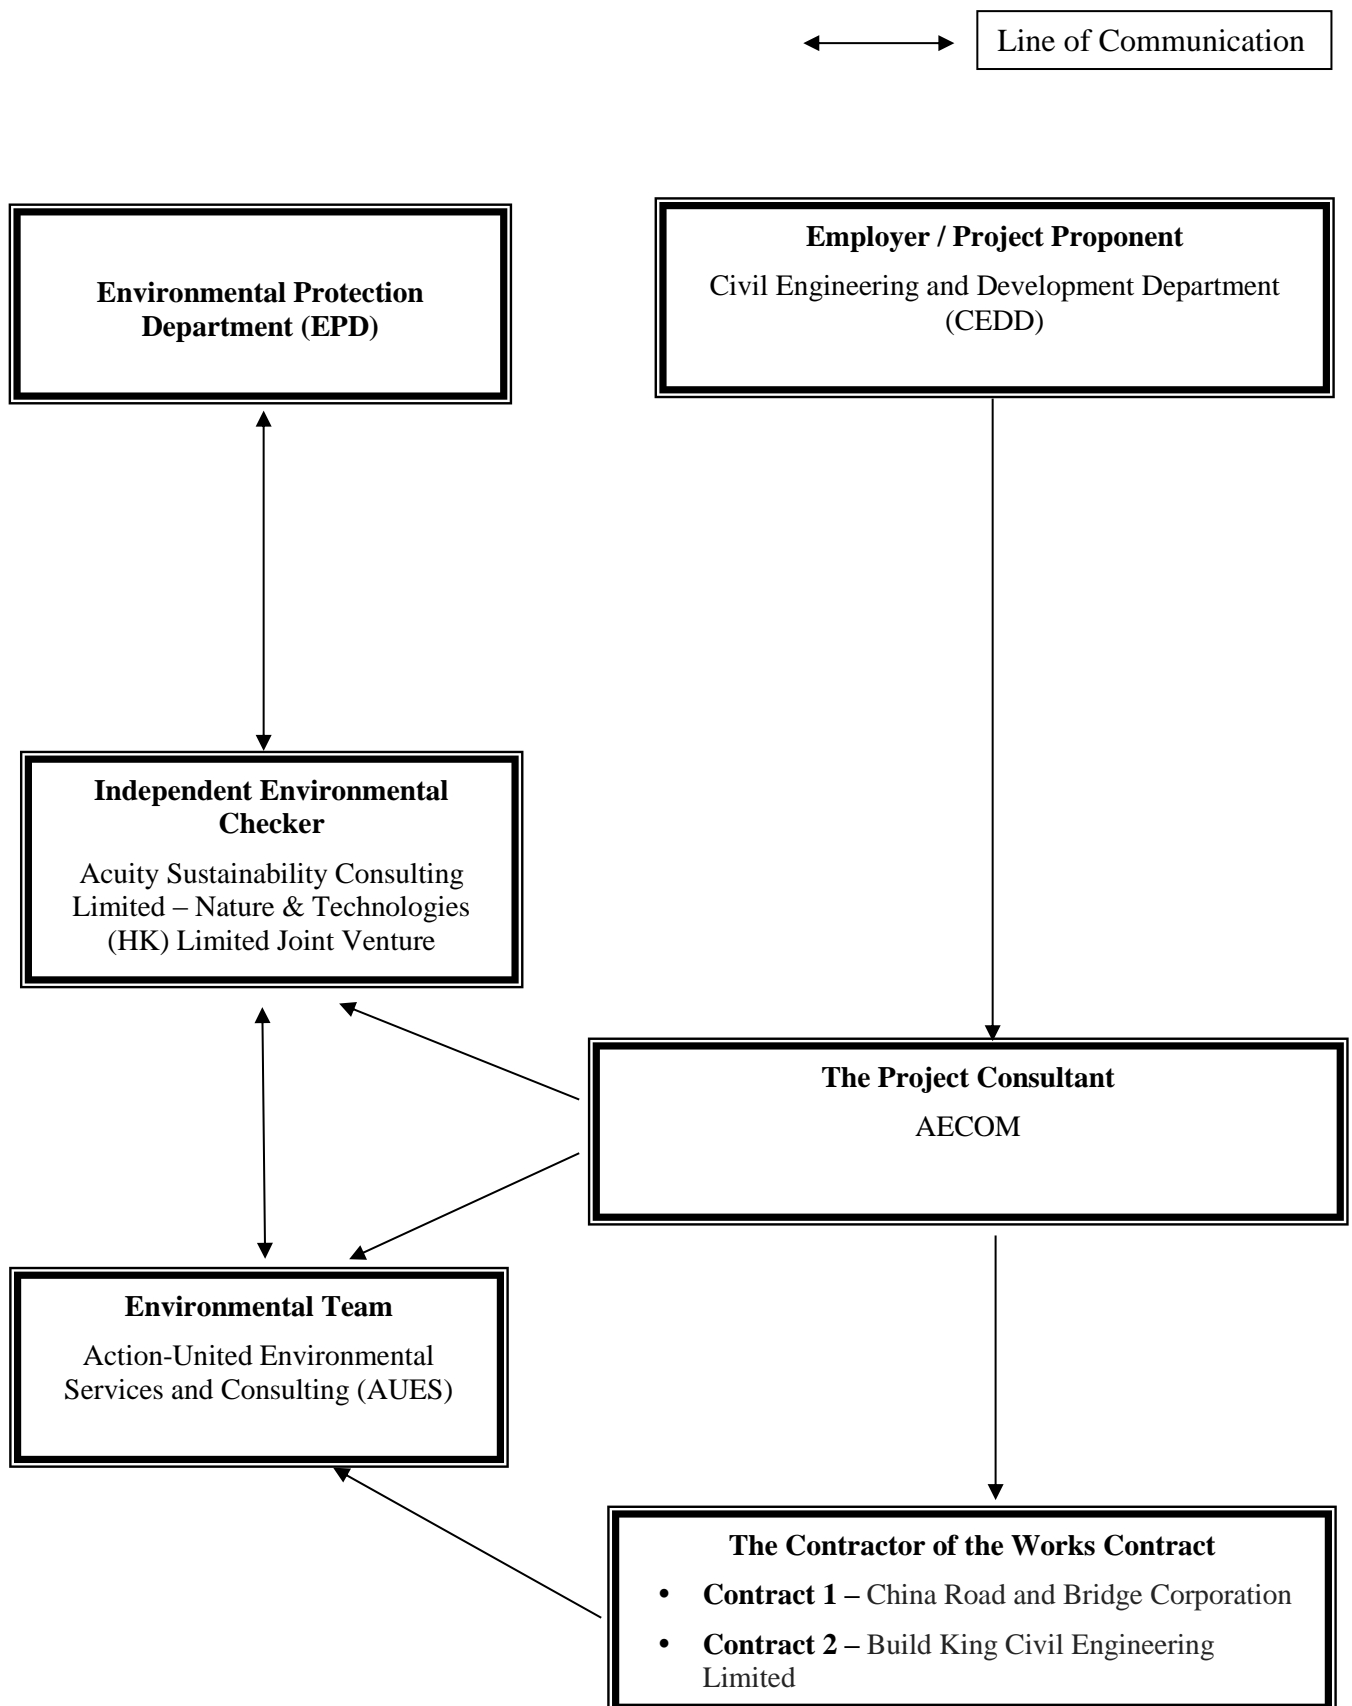 Line of Communication
Environmental Protection
Department (EPD)
Employer / Project Proponent
Civil Engineering and Development Department
(CEDD)
Independent Environmental
Checker
Acuity Sustainability Consulting
Limited – Nature & Technologies
(HK) Limited Joint Venture
The Project Consultant
AECOM
Environmental Team
Action-United Environmental
Services and Consulting (AUES)
The Contractor of the Works Contract
• Contract 1 – China Road and Bridge Corporation
• Contract 2 – Build King Civil Engineering
Limited